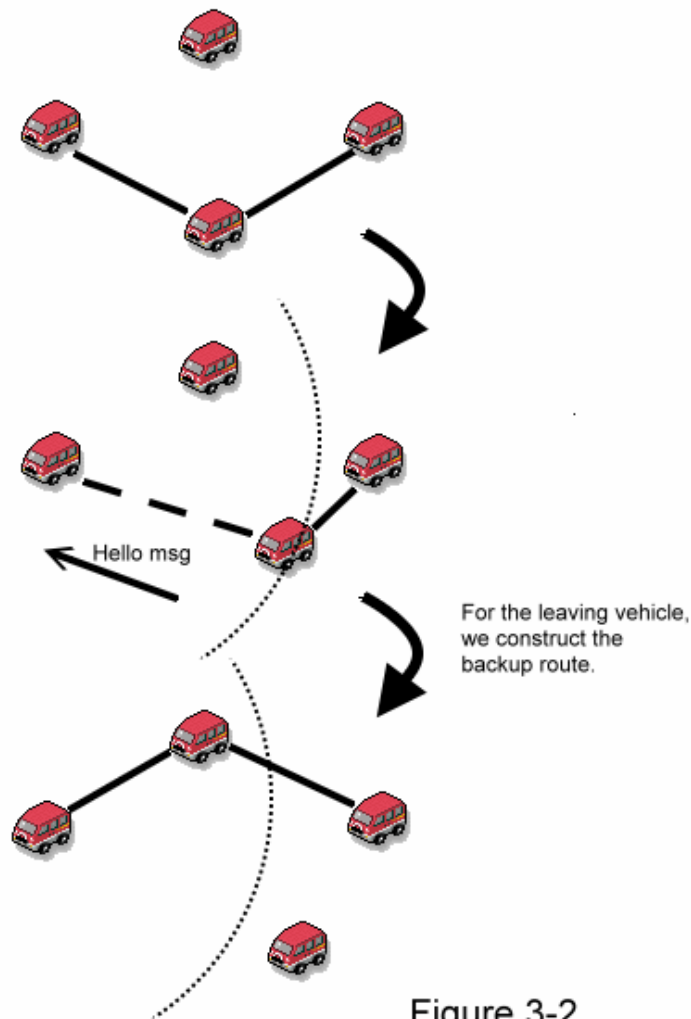 Hello msg
For the leaving vehicle,
we construct the
backup route.
Figure 3-2